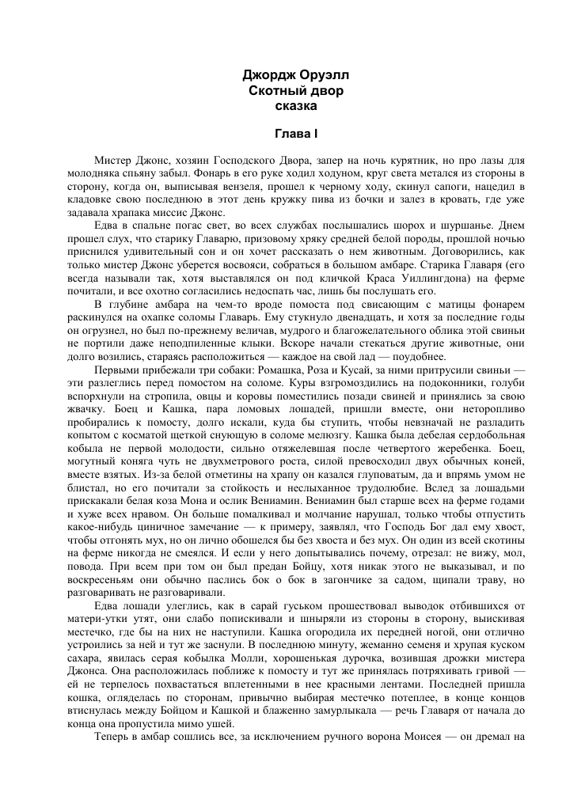 Джордж Оруэлл
Скотный двор
сказка
Глава I
Мистер Джонс, хозяин Господского Двора, запер на ночь курятник, но про лазы для
молодняка спьяну забыл. Фонарь в его руке ходил ходуном, круг света метался из стороны в
сторону, когда он, выписывая вензеля, прошел к черному ходу, скинул сапоги, нацедил в
кладовке свою последнюю в этот день кружку пива из бочки и залез в кровать, где уже
задавала храпака миссис Джонс.
Едва в спальне погас свет, во всех службах послышались шорох и шуршанье. Днем
прошел слух, что старику Главарю, призовому хряку средней белой породы, прошлой ночью
приснился удивительный сон и он хочет рассказать о нем животным. Договорились, как
только мистер Джонс уберется восвояси, собраться в большом амбаре. Старика Главаря (его
всегда называли так, хотя выставлялся он под кличкой Краса Уиллингдона) на ферме
почитали, и все охотно согласились недоспать час, лишь бы послушать его.
В глубине амбара на чем-то вроде помоста под свисающим с матицы фонарем
раскинулся на охапке соломы Главарь. Ему стукнуло двенадцать, и хотя за последние годы
он огрузнел, но был по-прежнему величав, мудрого и благожелательного облика этой свиньи
не портили даже неподпиленные клыки. Вскоре начали стекаться другие животные, они
долго возились, стараясь расположиться — каждое на свой лад — поудобнее.
Первыми прибежали три собаки: Ромашка, Роза и Кусай, за ними притрусили свиньи —
эти разлеглись перед помостом на соломе. Куры взгромоздились на подоконники, голуби
вспорхнули на стропила, овцы и коровы поместились позади свиней и принялись за свою
жвачку. Боец и Кашка, пара ломовых лошадей, пришли вместе, они неторопливо
пробирались к помосту, долго искали, куда бы ступить, чтобы невзначай не раздавить
копытом с косматой щеткой снующую в соломе мелюзгу. Кашка была дебелая сердобольная
кобыла не первой молодости, сильно отяжелевшая после четвертого жеребенка. Боец,
могутный коняга чуть не двухметрового роста, силой превосходил двух обычных коней,
вместе взятых. Из-за белой отметины на храпу он казался глуповатым, да и впрямь умом не
блистал, но его почитали за стойкость и неслыханное трудолюбие. Вслед за лошадьми
прискакали белая коза Мона и ослик Вениамин. Вениамин был старше всех на ферме годами
и хуже всех нравом. Он больше помалкивал и молчание нарушал, только чтобы отпустить
какое-нибудь циничное замечание — к примеру, заявлял, что Господь Бог дал ему хвост,
чтобы отгонять мух, но он лично обошелся бы без хвоста и без мух. Он один из всей скотины
на ферме никогда не смеялся. И если у него допытывались почему, отрезал: не вижу, мол,
повода. При всем при том он был предан Бойцу, хотя никак этого не выказывал, и по
воскресеньям они обычно паслись бок о бок в загончике за садом, щипали траву, но
разговаривать не разговаривали.
Едва лошади улеглись, как в сарай гуськом прошествовал выводок отбившихся от
матери-утки утят, они слабо попискивали и шныряли из стороны в сторону, выискивая
местечко, где бы на них не наступили. Кашка огородила их передней ногой, они отлично
устроились за ней и тут же заснули. В последнюю минуту, жеманно семеня и хрупая куском
сахара, явилась серая кобылка Молли, хорошенькая дурочка, возившая дрожки мистера
Джонса. Она расположилась поближе к помосту и тут же принялась потряхивать гривой —
ей не терпелось похвастаться вплетенными в нее красными лентами. Последней пришла
кошка, огляделась по сторонам, привычно выбирая местечко потеплее, в конце концов
втиснулась между Бойцом и Кашкой и блаженно замурлыкала — речь Главаря от начала до
конца она пропустила мимо ушей.
Теперь в амбар сошлись все, за исключением ручного ворона Моисея — он дремал на